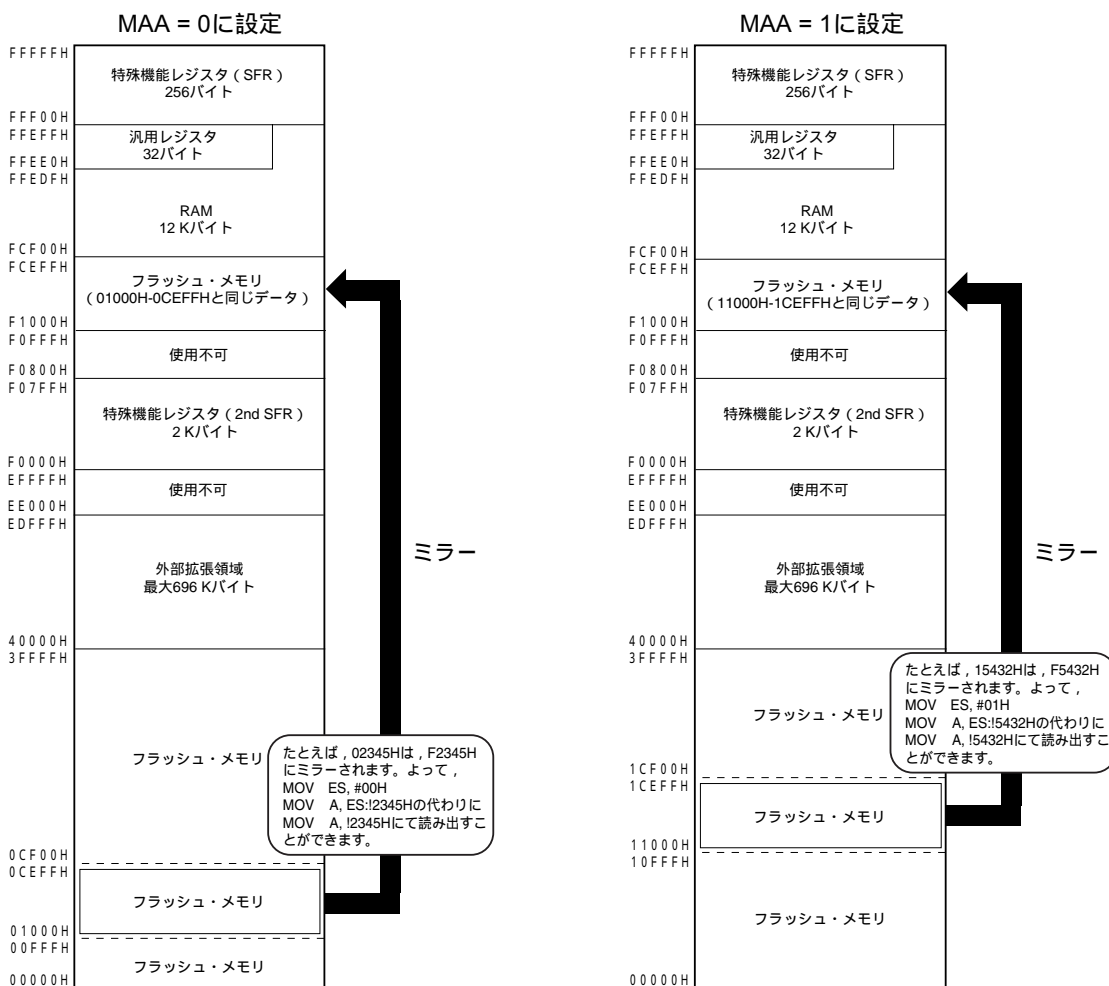 MAA = 0に設定
FFFFFH
特殊機能レジスタ（SFR）
256バイト
FFF00H
FFEFFH
汎用レジスタ
32バイト
FFEE0H
FFEDFH
RAM
12 Kバイト
FCF00H
FCEFFH
フラッシュ・メモリ
（01000H-0CEFFHと同じデータ）
F1000H
F0FFFH
使用不可
F0800H
F07FFH
特殊機能レジスタ（2nd SFR）
2 Kバイト
F0000H
EFFFFH
使用不可
EE000H
EDFFFH
ミラー
外部拡張領域
最大696 Kバイト
40000H
3FFFFH
フラッシュ・メモリ
たとえば，02345Hは，F2345H
にミラーされます。よって，
MOV ES, #00H
MOV A, ES:!2345Hの代わりに
MOV A, !2345Hにて読み出すこ
とができます。
0CF00H
0CEFFH
フラッシュ・メモリ
01000H
00FFFH
フラッシュ・メモリ
00000H
MAA = 1に設定
FFFFFH
特殊機能レジスタ（SFR）
256バイト
FFF00H
FFEFFH
汎用レジスタ
32バイト
FFEE0H
FFEDFH
RAM
12 Kバイト
FCF00H
FCEFFH
フラッシュ・メモリ
（11000H-1CEFFHと同じデータ）
F1000H
F0FFFH
使用不可
F0800H
F07FFH
特殊機能レジスタ（2nd SFR）
2 Kバイト
F0000H
EFFFFH
使用不可
EE000H
EDFFFH
ミラー
外部拡張領域
最大696 Kバイト
40000H
3FFFFH
たとえば，15432Hは，F5432H
にミラーされます。よって，
MOV ES, #01H
MOV A, ES:!5432Hの代わりに
MOV A, !5432Hにて読み出すこ
とができます。
フラッシュ・メモリ
1CF00H
1CEFFH
フラッシュ・メモリ
11000H
10FFFH
フラッシュ・メモリ
00000H